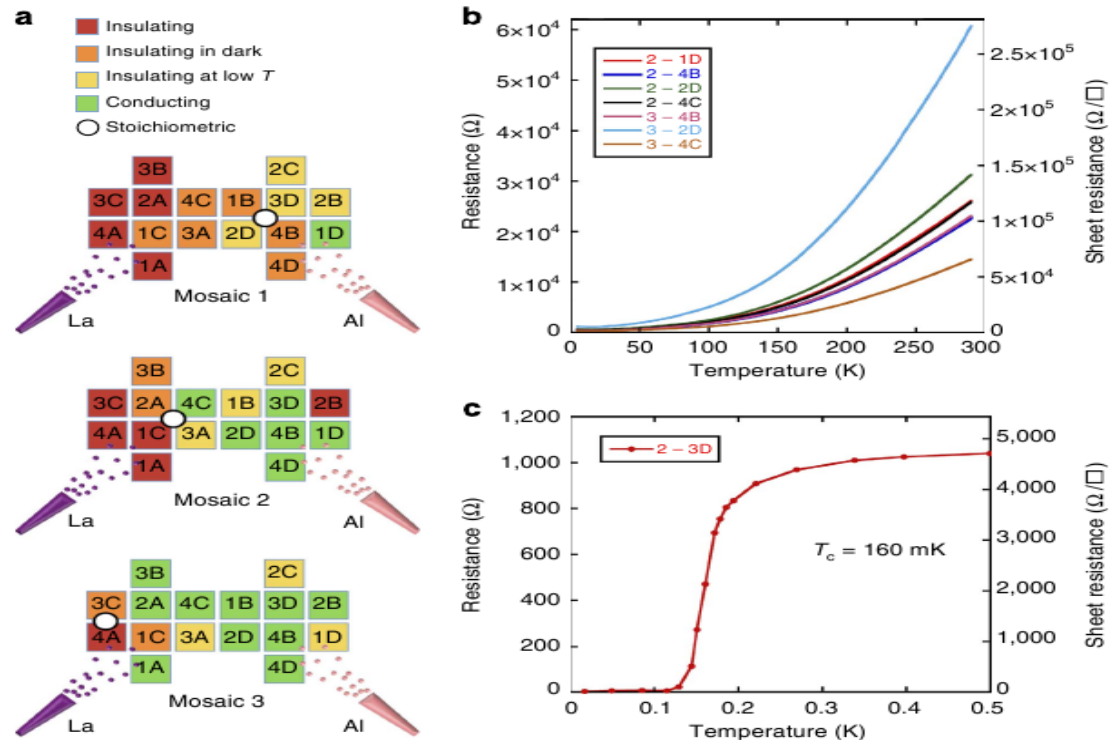 a
Insulating
Insulating in dark
Insulating at low T
Conducting
Stoichiometric
3B 2C
3C 2A 4C 1B 3D 2B
4A 1C 3A 2D 4B 1D
1A 4D
Mosaic 1
La Al
3B 2C
3C 2A 4C 1B 3D 2B
4A 1C 3A 2D 4B 1D
1A 4D
Mosaic 2
La Al
3B 2C
3C 2A 4C 1B 3D 2B
4A 1C 3A 2D 4B 1D
1A 4D
Mosaic 3
La Al
b
6×10⁴
5×10⁴
4×10⁴
3×10⁴
2×10⁴
1×10⁴
0
Resistance (Ω)
2 – 1D
2 – 4B
2 – 2D
2 – 4C
3 – 4B
3 – 2D
3 – 4C
2.5×10⁵
2×10⁵
1.5×10⁵
1×10⁵
5×10⁴
0
Sheet resistance (Ω/□)
0 50 100 150 200 250 300
Temperature (K)
c
1,200
1,000
800
600
400
200
0
Resistance (Ω)
2 – 3D
Tc = 160 mK
5,000
4,000
3,000
2,000
1,000
0
Sheet resistance (Ω/□)
0 0.1 0.2 0.3 0.4 0.5
Temperature (K)